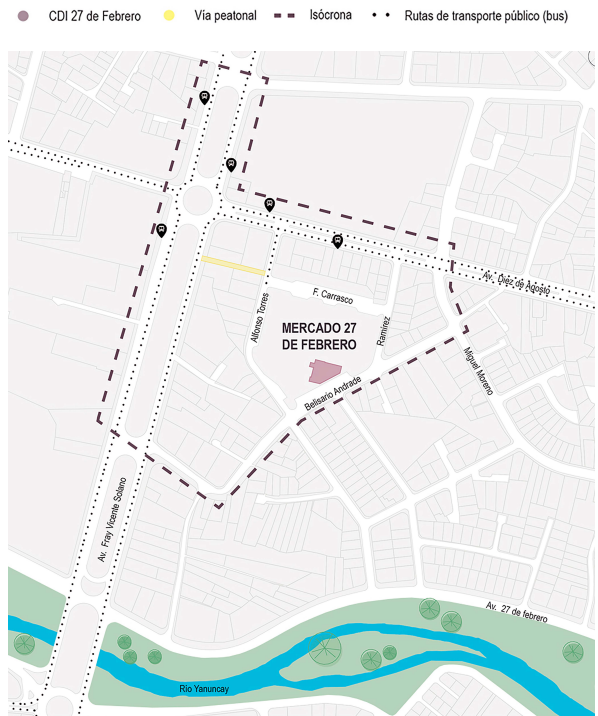 CDI 27 de Febrero
Vía peatonal
Isócrona
Rutas de transporte público (bus)
Av. Diez de Agosto
F. Carrasco
Alfonso Torres
Ramírez
MERCADO 27
DE FEBRERO
Miguel Moreno
Belisario Andrade
Av. Fray Vicente Solano
Av. 27 de febrero
Rio Yanuncay